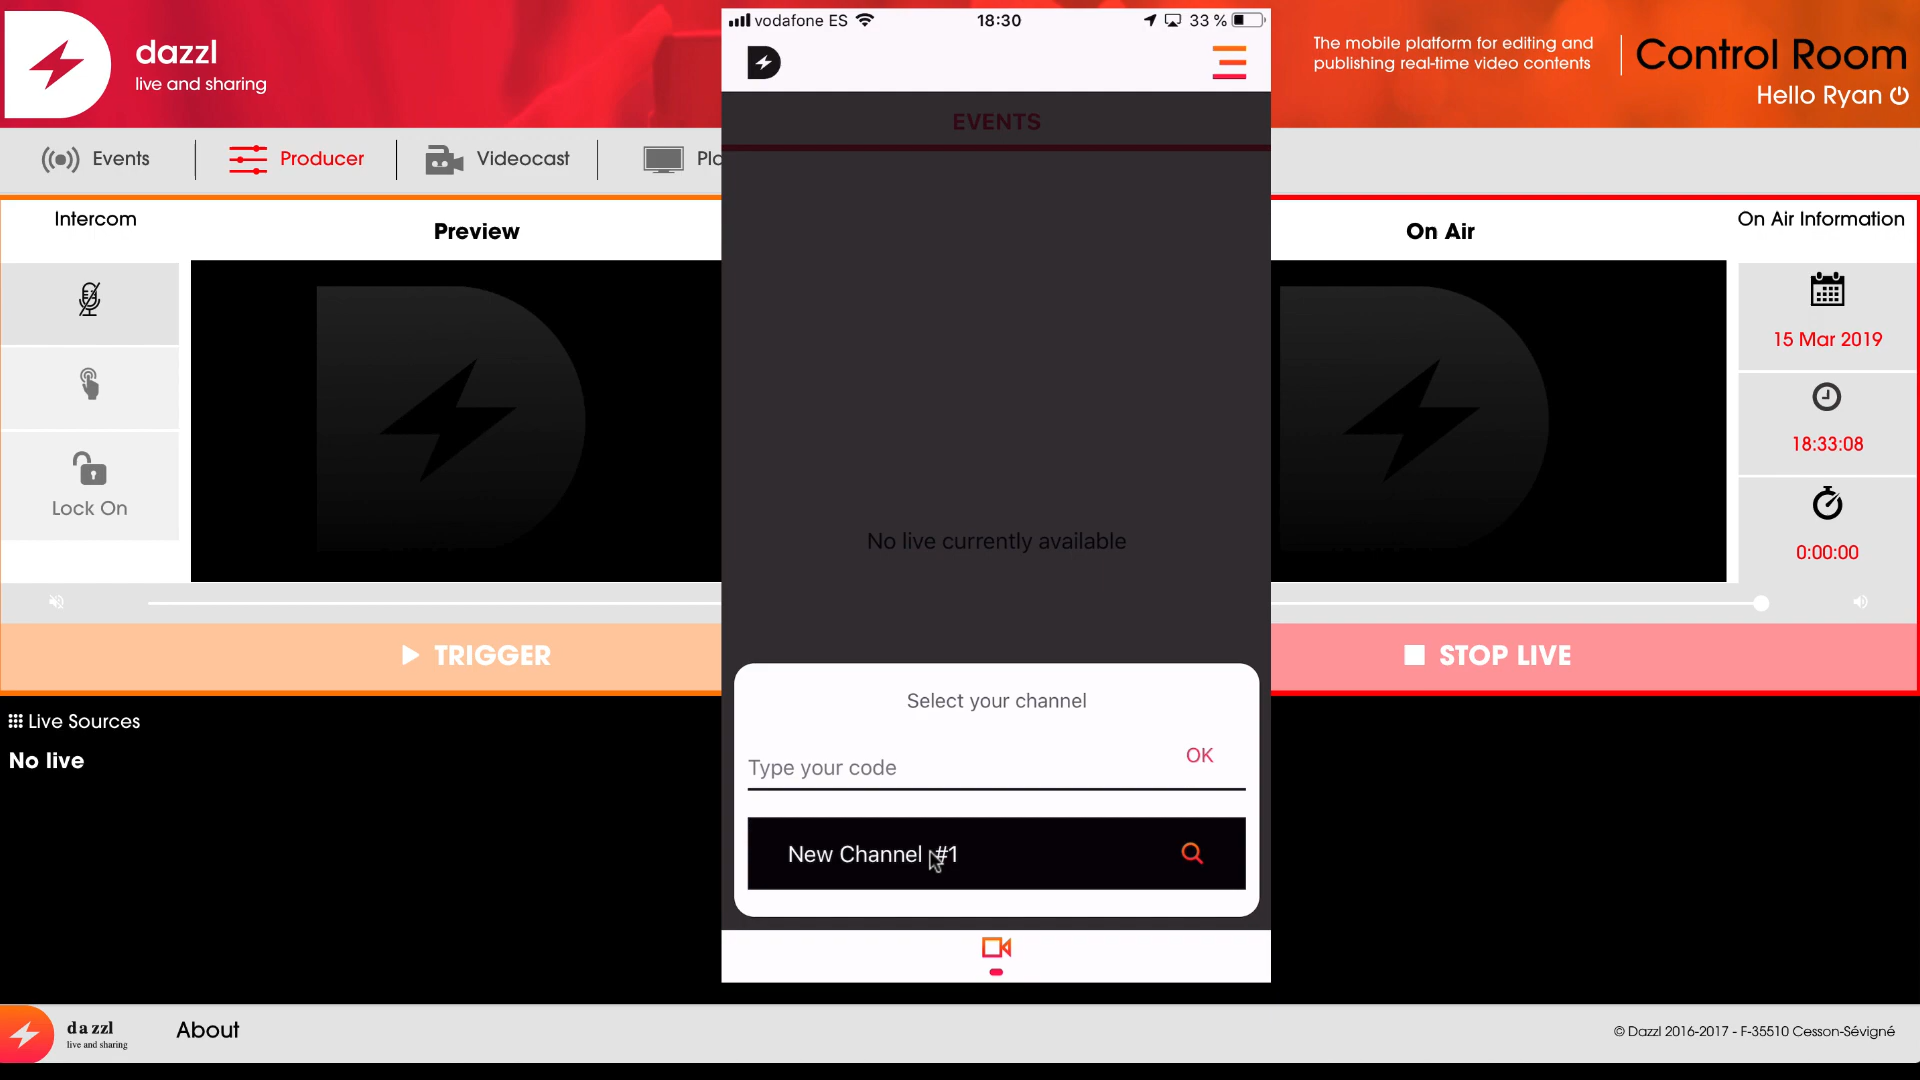 dazzl
live and sharing
vodafone ES
18:30
33 %
The mobile platform for editing and
publishing real-time video contents
Control Room
Hello Ryan
Events
Producer
Videocast
EVENTS
Intercom
Preview
On Air
On Air Information
15 Mar 2019
18:33:08
Lock On
No live currently available
0:00:00
TRIGGER
STOP LIVE
Live Sources
No live
Select your channel
Type your code
OK
New Channel #1
dazzl
live and sharing
About
© Dazzl 2016-2017 - F-35510 Cesson-Sévigné